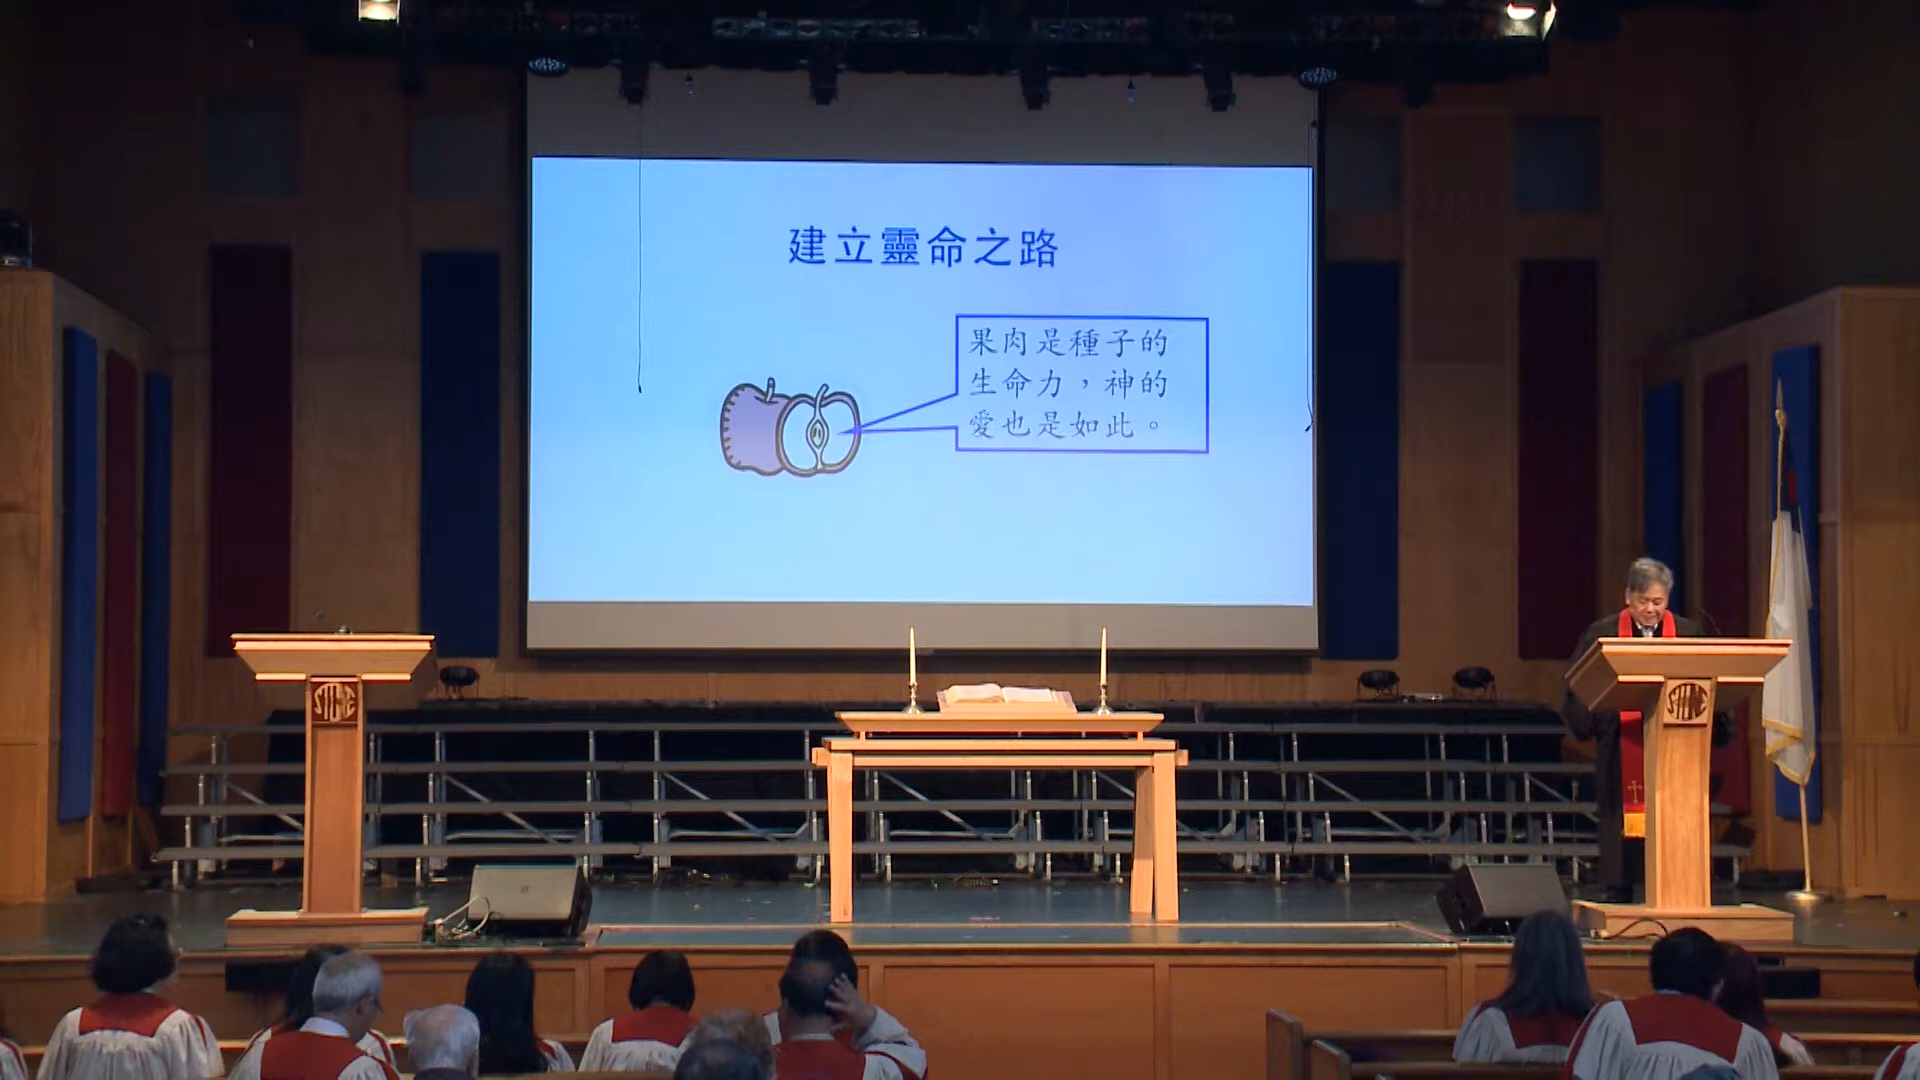 建立靈命之路
果肉是種子的
生命力，神的
愛也是如此。